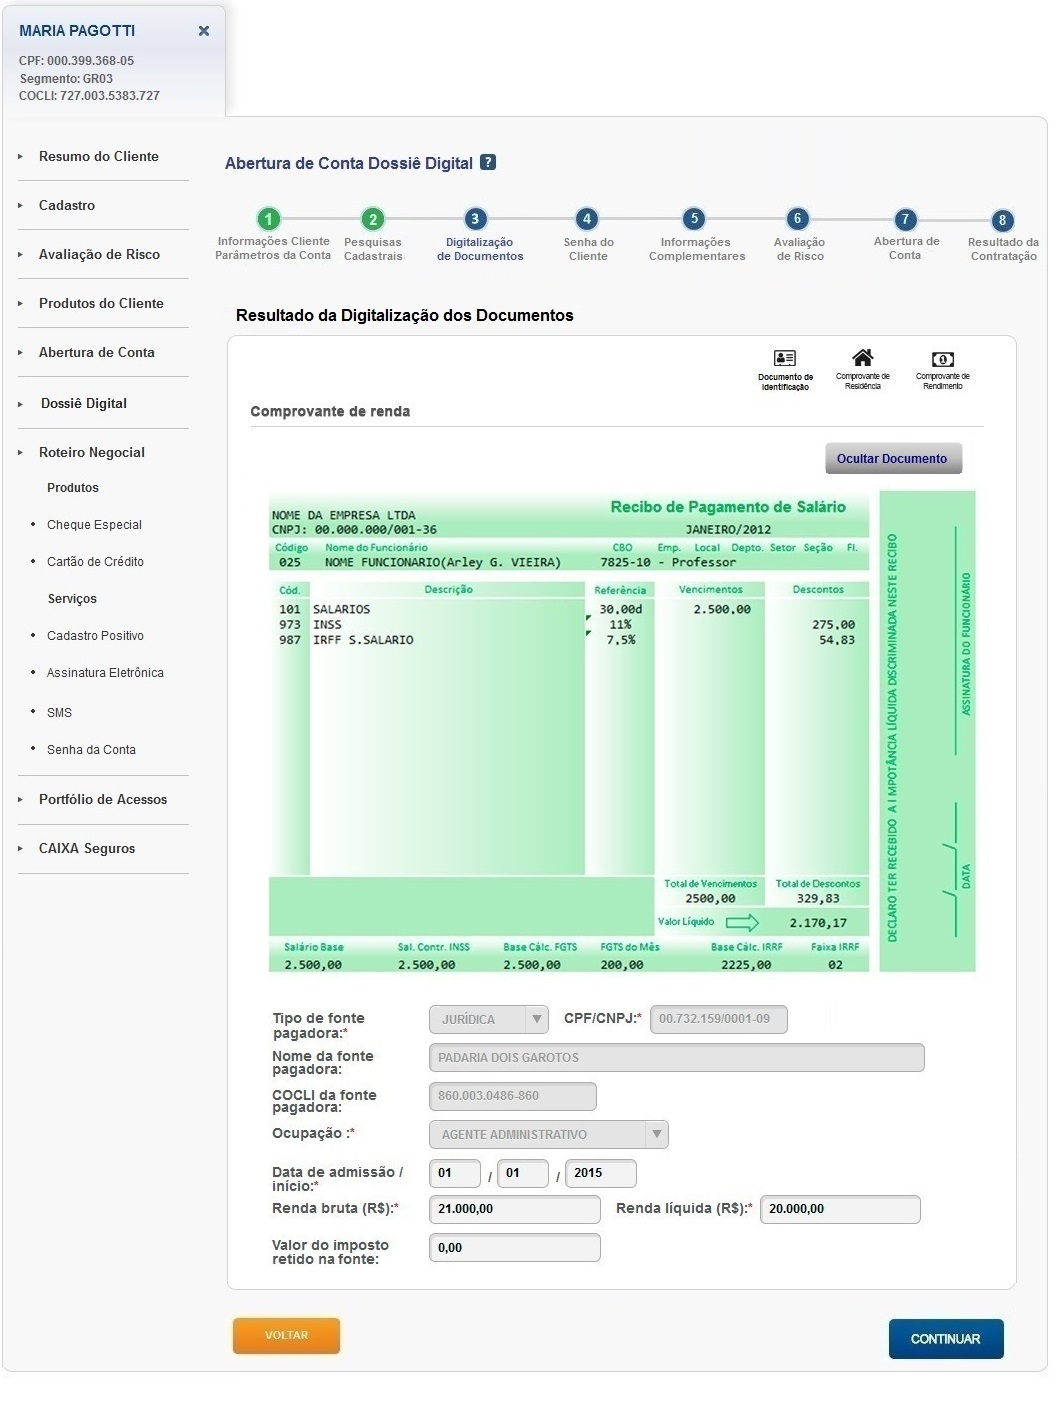 MARIA PAGOTTI
CPF: 000.399.368-05
Segmento: GR03
COCLI: 727.003.5383.727
Resumo do Cliente
Cadastro
Avaliação de Risco
Produtos do Cliente
Abertura de Conta
Dossiê Digital
Roteiro Negocial
Produtos
Cheque Especial
Cartão de Crédito
Serviços
Cadastro Positivo
Assinatura Eletrônica
SMS
Senha da Conta
Portfólio de Acessos
CAIXA Seguros
Abertura de Conta Dossiê Digital ?
1 2 3 4 5 6 7 8
Informações Cliente
Parâmetros da Conta
Pesquisas
Cadastrais
Digitalização
de Documentos
Senha do
Cliente
Informações
Complementares
Avaliação
de Risco
Abertura de
Conta
Resultado da
Contratação
Resultado da Digitalização dos Documentos
Documento de
Identificação
Comprovante de
Residência
Comprovante de
Rendimento
Comprovante de renda
Ocultar Documento
Recibo de Pagamento de Salário
NOME DA EMPRESA LTDA
CNPJ: 00.000.000/001-36 JANEIRO/2012
Código Nome do Funcionário CBO Emp. Local Depto. Setor Seção Fl.
025 NOME FUNCIONARIO(Arley G. VIEIRA) 7825-10 - Professor
Cód. Descrição Referência Vencimentos Descontos
101 SALARIOS 30,00d 2.500,00
973 INSS 11% 275,00
987 IRFF S.SALARIO 7,5% 54,83
Total de Vencimentos Total de Descontos
2500,00 329,83
Valor Líquido 2.170,17
Salário Base Sal. Contr. INSS Base Cálc. FGTS FGTS do Mês Base Cálc. IRRF Faixa IRRF
2.500,00 2.500,00 2.500,00 200,00 2225,00 02
DECLARO TER RECEBIDO A I MPOTÂNCIA LÍQUIDA DISCRIMINADA NESTE RECIBO
ASSINATURA DO FUNCIONÁRIO
DATA
Tipo de fonte
pagadora:* JURÍDICA CPF/CNPJ:* 00.732.159/0001-09
Nome da fonte
pagadora: PADARIA DOIS GAROTOS
COCLI da fonte
pagadora: 860.003.0486-860
Ocupação :* AGENTE ADMINISTRATIVO
Data de admissão /
início:* 01 / 01 / 2015
Renda bruta (R$):* 21.000,00 Renda líquida (R$):* 20.000,00
Valor do imposto
retido na fonte: 0,00
VOLTAR
CONTINUAR